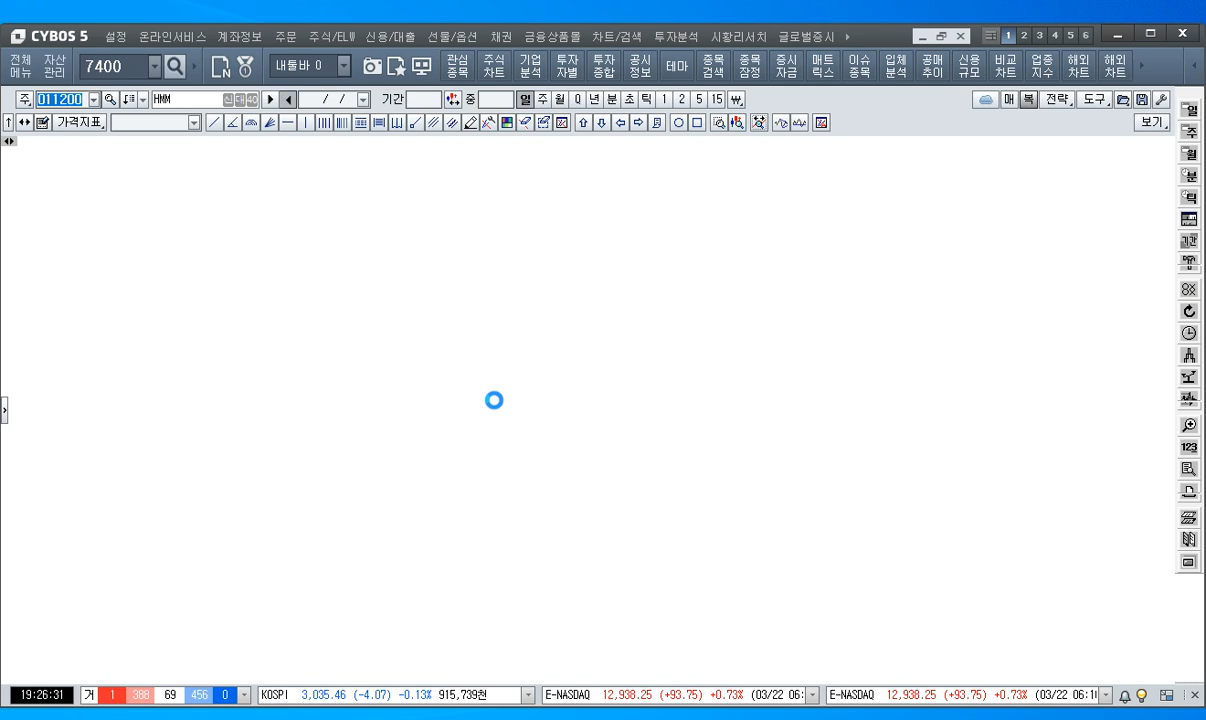 CYBOS 5 설정 온라인서비스 계좌정보 주문 주식/ELW 신용/대출 선물/옵션 채권 금융상품몰 차트/검색 투자분석 시황리서치 글로벌증시 1 2 3 4 5 6
전체 메뉴 자산 관리 7400 내툴바 0 관심 종목 주식 차트 기업 분석 투자 자별 투자 종합 공시 정보 테마 종목 검색 종목 잠정 증시 자금 매트 릭스 이슈 종목 입체 분석 공매 추이 신용 규모 비교 차트 업종 지수 해외 차트 해외 차트
주 011200 HMM 신 대 40 / / 기간 중 일 주 월 Q 년 분 초 틱 1 2 5 15 ₩ 매 복 전략 도구
가격지표 보기
일
주
월
분
틱
기간
123
19:26:31 거 1 388 69 456 0 KOSPI 3,035.46 (-4.07) -0.13% 915,739천 E-NASDAQ 12,938.25 (+93.75) +0.73% (03/22 06: E-NASDAQ 12,938.25 (+93.75) +0.73% (03/22 06:1